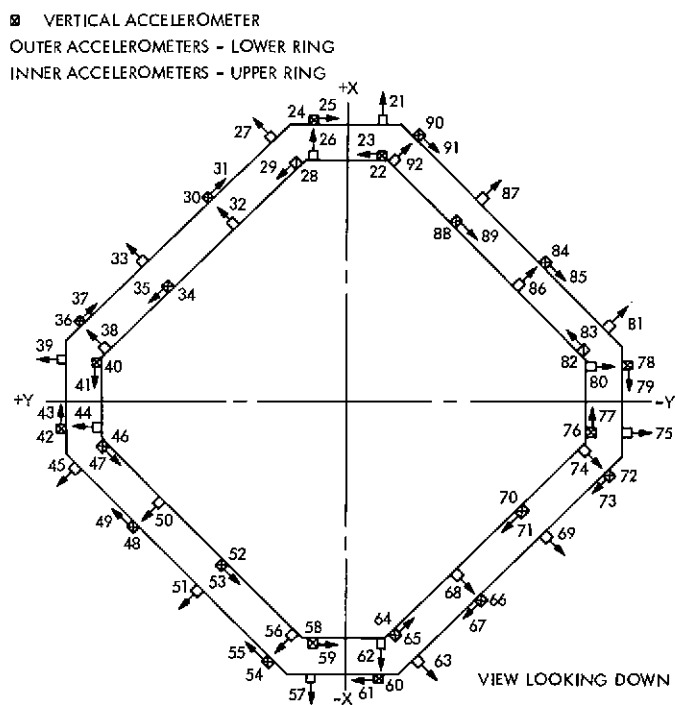 VERTICAL ACCELEROMETER
OUTER ACCELEROMETERS - LOWER RING
INNER ACCELEROMETERS - UPPER RING
+X
24 25 21
27 26 23 90
91
29 28 22 92
31
30 87
32 88 89
33 84
35 34 86 85
37
36 38 83 81
39 40 82 78
41 80 79
+Y -Y
43 44 77
42 76 75
46
45 47 74 72
73
50 70
49 48 71 69
52
53 68
51 66
67
58 64
56 65
55 59 62 63
54
57 61 60
-X
VIEW LOOKING DOWN